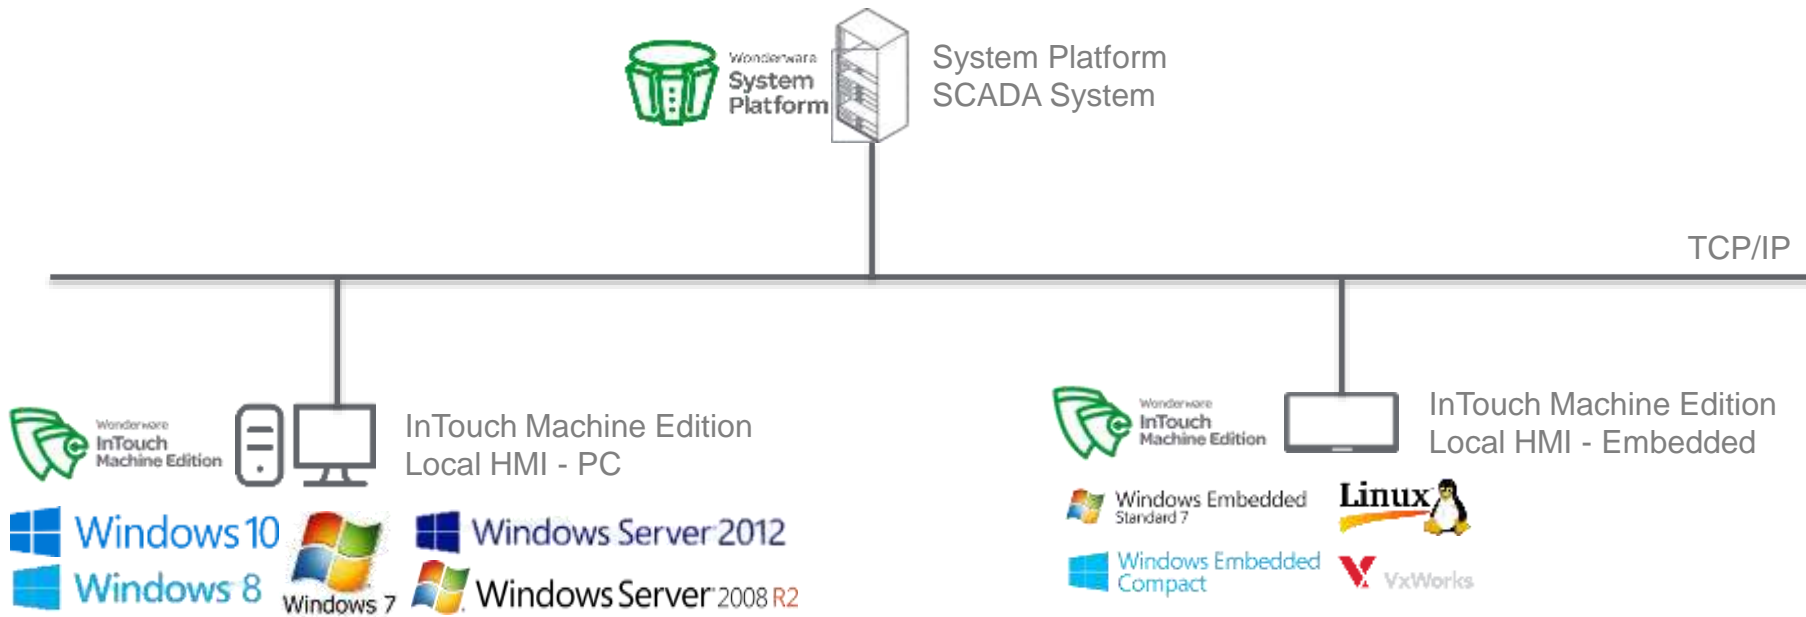 Wonderware
System
Platform
System Platform
SCADA System
TCP/IP
Wonderware
InTouch
Machine Edition
InTouch Machine Edition
Local HMI - PC
Wonderware
InTouch
Machine Edition
InTouch Machine Edition
Local HMI - Embedded
Windows 10
Windows 8
Windows 7
Windows Server 2012
Windows Server 2008 R2
Windows Embedded
Standard 7
Linux
Windows Embedded
Compact
VxWorks